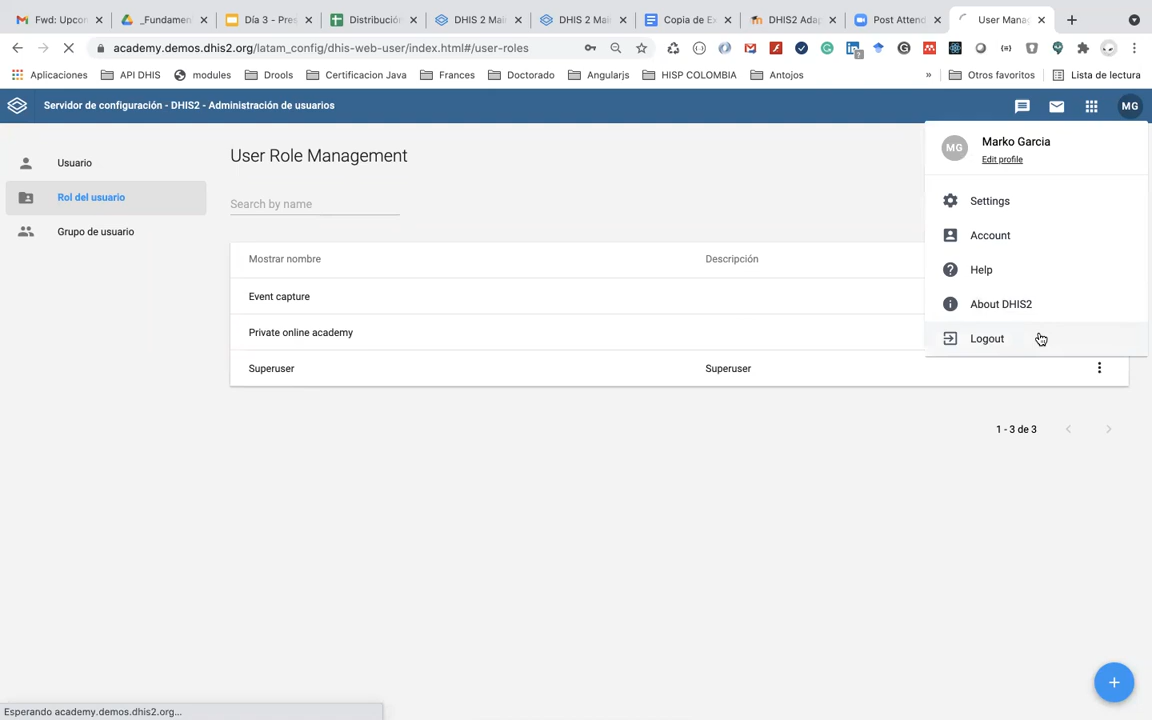 Fwd: Upcon
_Fundamen
Día 3 - Pres
Distribución
DHIS 2 Mai
DHIS 2 Mai
Copia de Ex
DHIS2 Adap
Post Attend
User Manag
academy.demos.dhis2.org/latam_config/dhis-web-user/index.html#/user-roles
Aplicaciones
API DHIS
modules
Drools
Certificacion Java
Frances
Doctorado
Angularjs
HISP COLOMBIA
Antojos
»
Otros favoritos
Lista de lectura
Servidor de configuración - DHIS2 - Administración de usuarios
MG
Usuario
Rol del usuario
Grupo de usuario
User Role Management
Search by name
Mostrar nombre
Descripción
Event capture
Private online academy
Superuser
Superuser
1 - 3 de 3
MG
Marko Garcia
Edit profile
Settings
Account
Help
About DHIS2
Logout
+
Esperando academy.demos.dhis2.org...